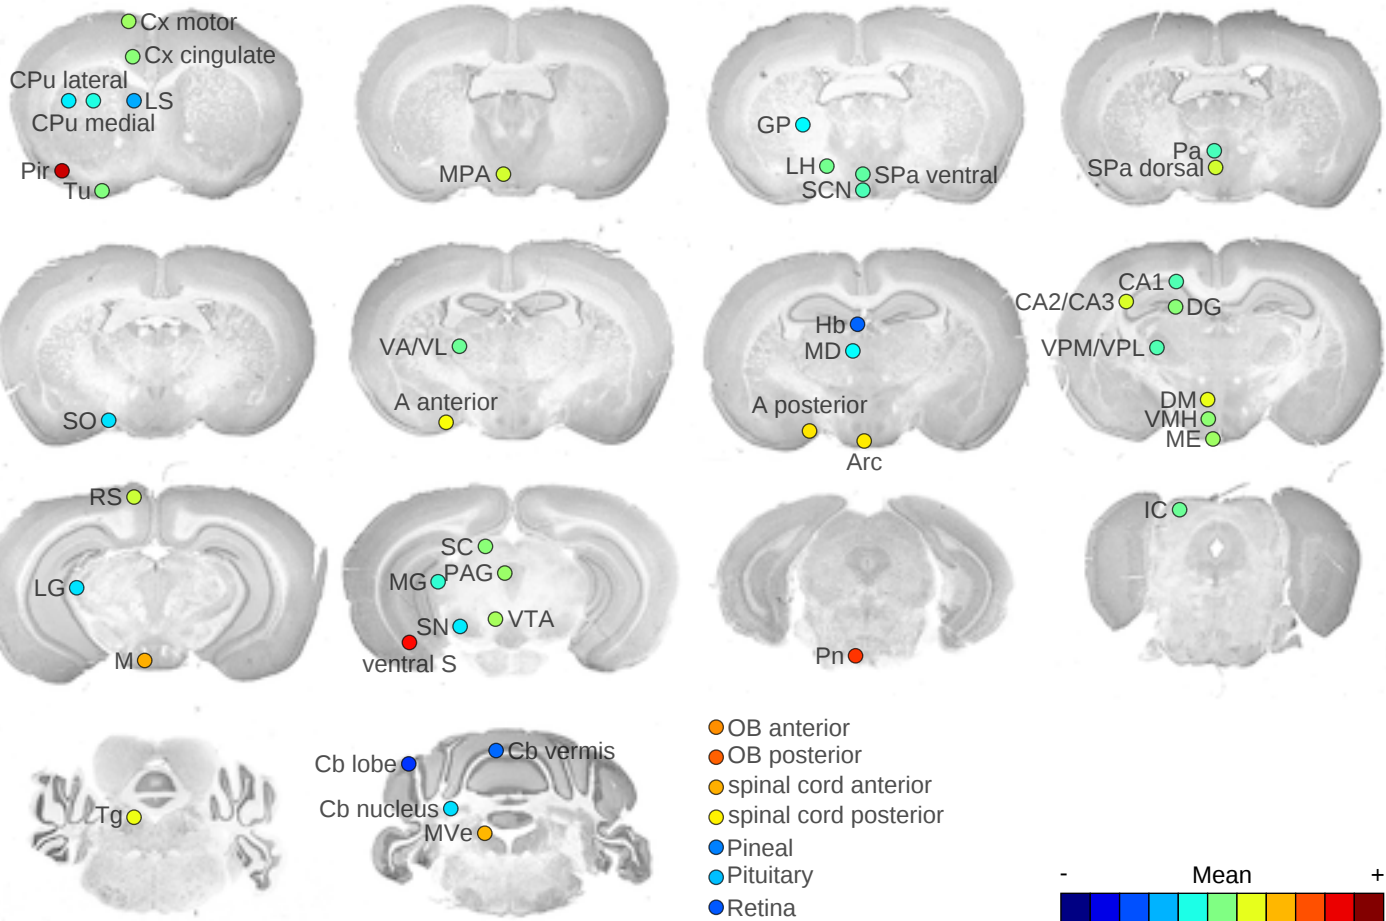 Cx motor
Cx cingulate
CPu lateral
LS
CPu medial
Pir
Tu
MPA
GP
LH
SPa ventral
SCN
Pa
SPa dorsal
SO
VA/VL
A anterior
Hb
MD
A posterior
Arc
CA1
CA2/CA3
DG
VPM/VPL
DM
VMH
ME
RS
LG
M
SC
MG
PAG
SN
VTA
ventral S
Pn
IC
Tg
Cb lobe
Cb vermis
Cb nucleus
MVe
OB anterior
OB posterior
spinal cord anterior
spinal cord posterior
Pineal
Pituitary
Retina
- Mean +